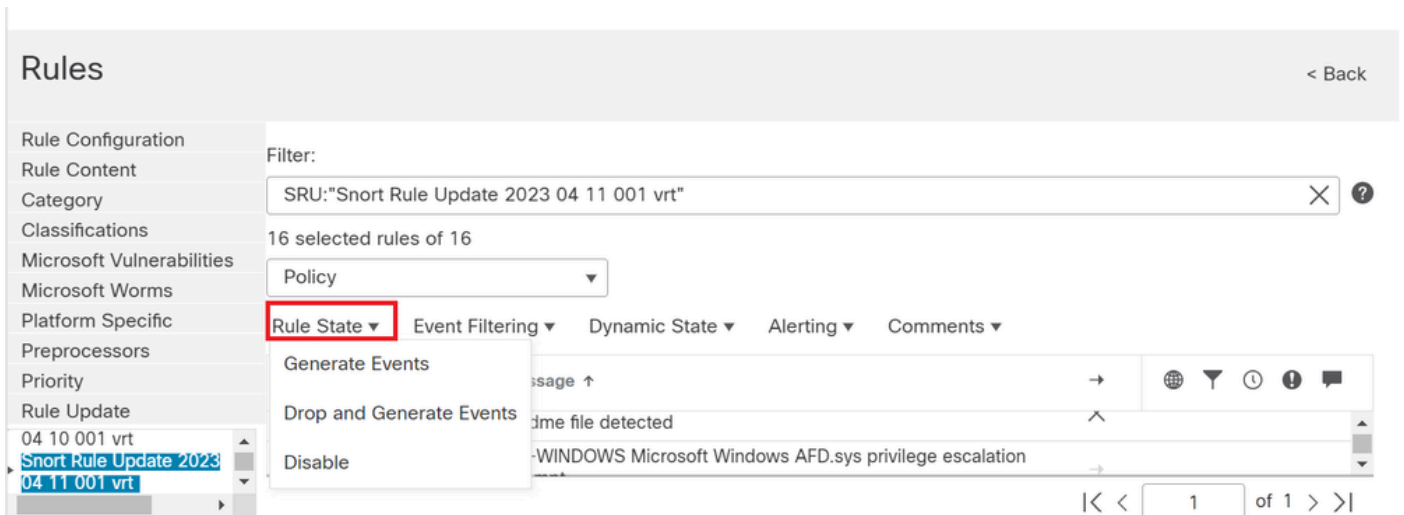 Rules
< Back
Rule Configuration
Rule Content
Category
Classifications
Microsoft Vulnerabilities
Microsoft Worms
Platform Specific
Preprocessors
Priority
Rule Update
04 10 001 vrt
Snort Rule Update 2023
04 11 001 vrt
Filter:
SRU:"Snort Rule Update 2023 04 11 001 vrt"
16 selected rules of 16
Policy
Rule State Event Filtering Dynamic State Alerting Comments
Generate Events
Drop and Generate Events
Disable
ssage ↑
dme file detected
-WINDOWS Microsoft Windows AFD.sys privilege escalation
1 of 1